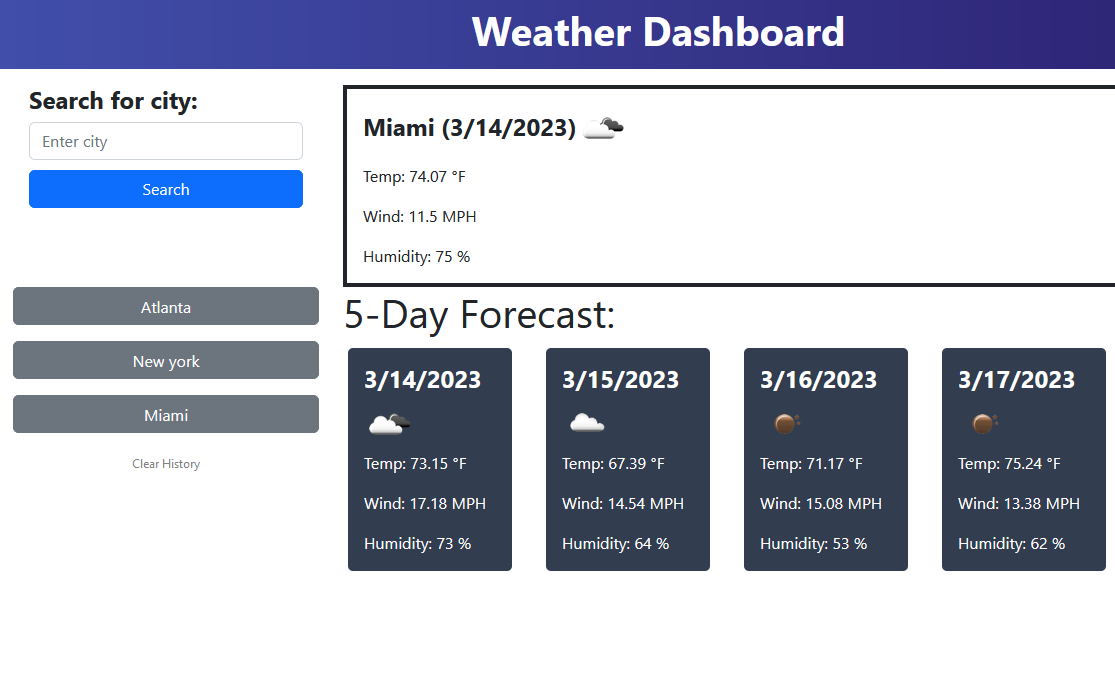 Weather Dashboard
Search for city:
Enter city
Search
Atlanta
New york
Miami
Clear History
Miami (3/14/2023)
Temp: 74.07 °F
Wind: 11.5 MPH
Humidity: 75 %
5-Day Forecast:
3/14/2023
Temp: 73.15 °F
Wind: 17.18 MPH
Humidity: 73 %
3/15/2023
Temp: 67.39 °F
Wind: 14.54 MPH
Humidity: 64 %
3/16/2023
Temp: 71.17 °F
Wind: 15.08 MPH
Humidity: 53 %
3/17/2023
Temp: 75.24 °F
Wind: 13.38 MPH
Humidity: 62 %